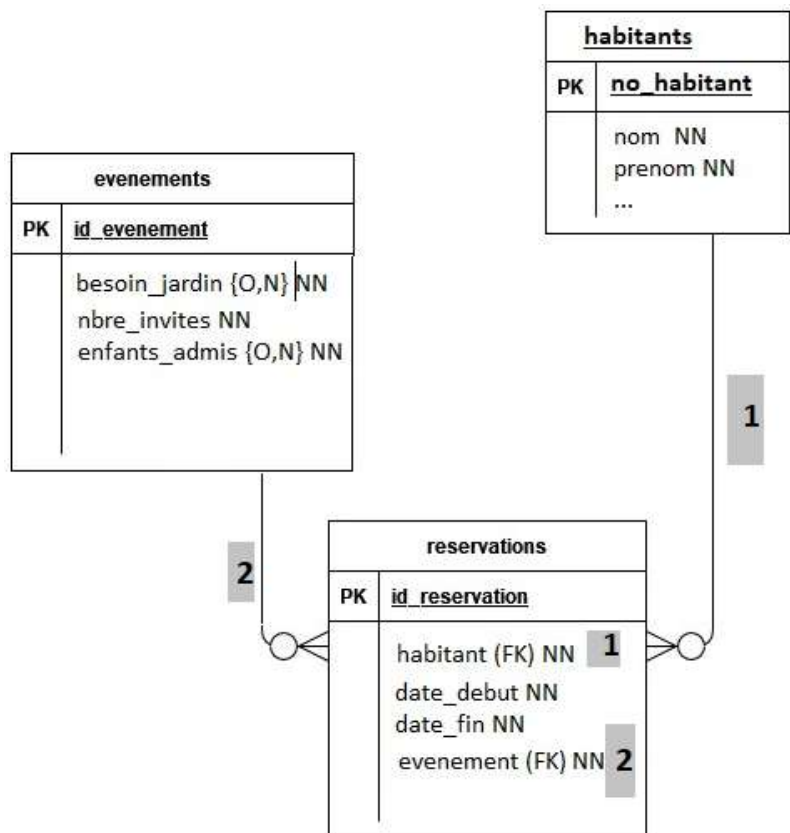 habitants
PK no_habitant
nom NN
prenom NN
...
evenements
PK id_evenement
besoin_jardin {O,N} NN
nbre_invites NN
enfants_admis {O,N} NN
1
2
reservations
PK id_reservation
habitant (FK) NN 1
date_debut NN
date_fin NN
evenement (FK) NN 2